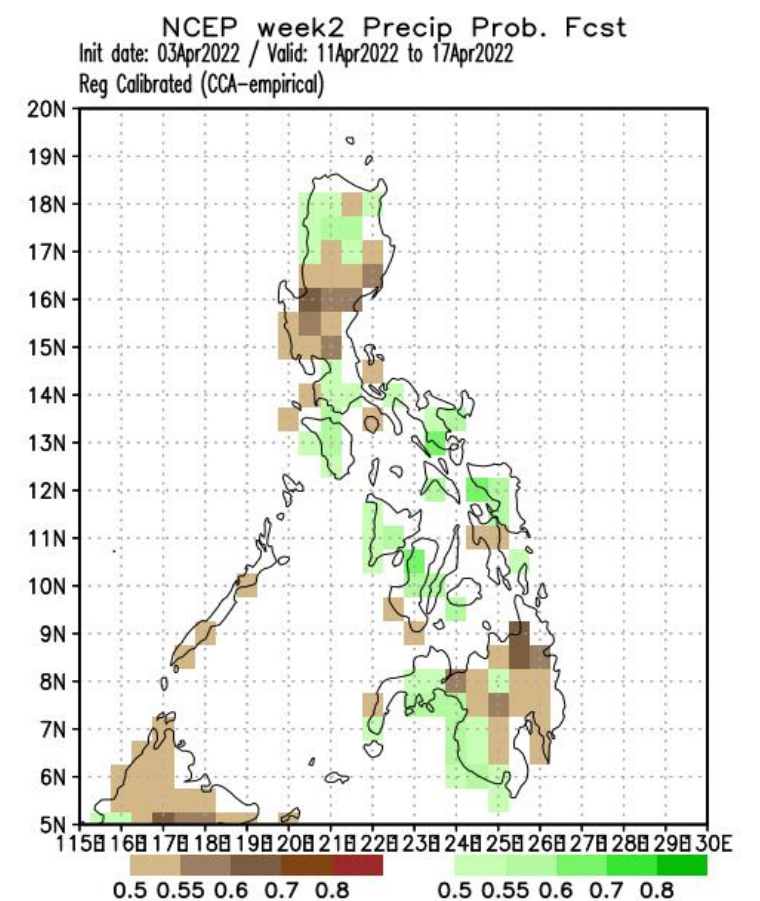 NCEP week2 Precip Prob. Fcst
Init date: 03Apr2022 / Valid: 11Apr2022 to 17Apr2022
Reg Calibrated (CCA-empirical)
20N
19N
18N
17N
16N
15N
14N
13N
12N
11N
10N
9N
8N
7N
6N
5N
115E 116E 117E 118E 119E 120E 121E 122E 123E 124E 125E 126E 127E 128E 129E 130E
0.5 0.55 0.6 0.7 0.8 0.5 0.55 0.6 0.7 0.8